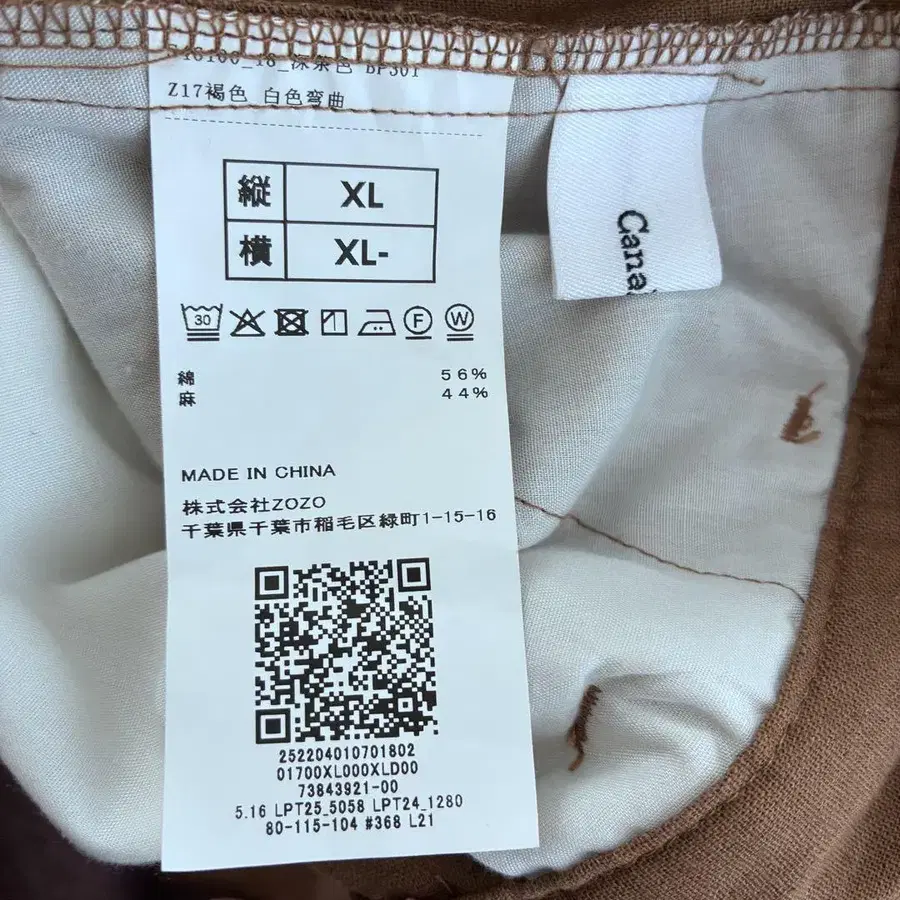 Z17褐色 白色弯曲
縦 XL
横 XL-
30
F
W
綿 56%
麻 44%
MADE IN CHINA
株式会社ZOZO
千葉県千葉市稲毛区緑町1-15-16
252204010701802
01700XL000XLD00
73843921-00
5.16 LPT25_5058 LPT24_1280
80-115-104 #368 L21